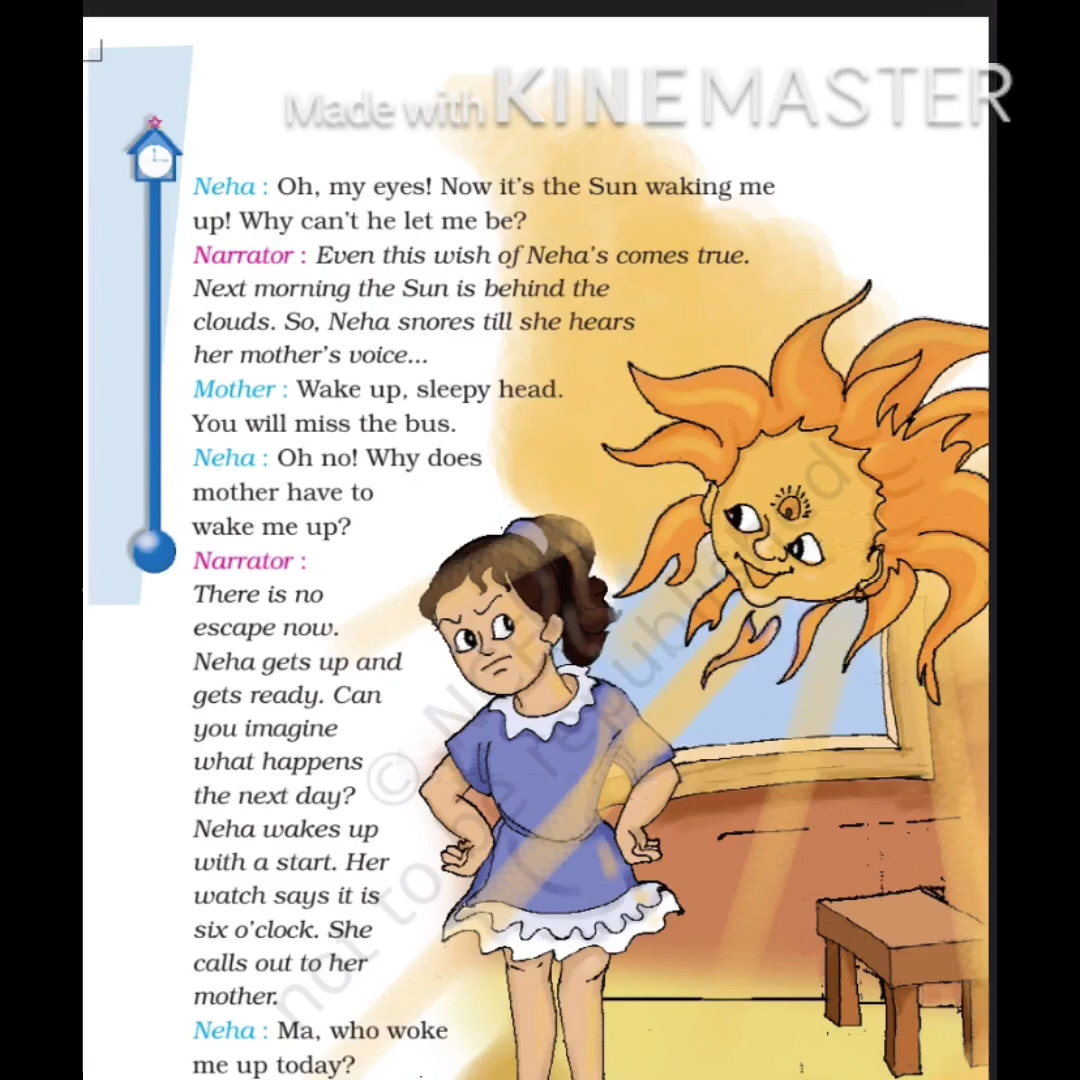 Made with KINEMASTER
Neha : Oh, my eyes! Now it's the Sun waking me
up! Why can't he let me be?
Narrator : Even this wish of Neha's comes true.
Next morning the Sun is behind the
clouds. So, Neha snores till she hears
her mother's voice...
Mother : Wake up, sleepy head.
You will miss the bus.
Neha : Oh no! Why does
mother have to
wake me up?
Narrator :
There is no
escape now.
Neha gets up and
gets ready. Can
you imagine
what happens
the next day?
Neha wakes up
with a start. Her
watch says it is
six o'clock. She
calls out to her
mother.
Neha : Ma, who woke
me up today?
not to be republished